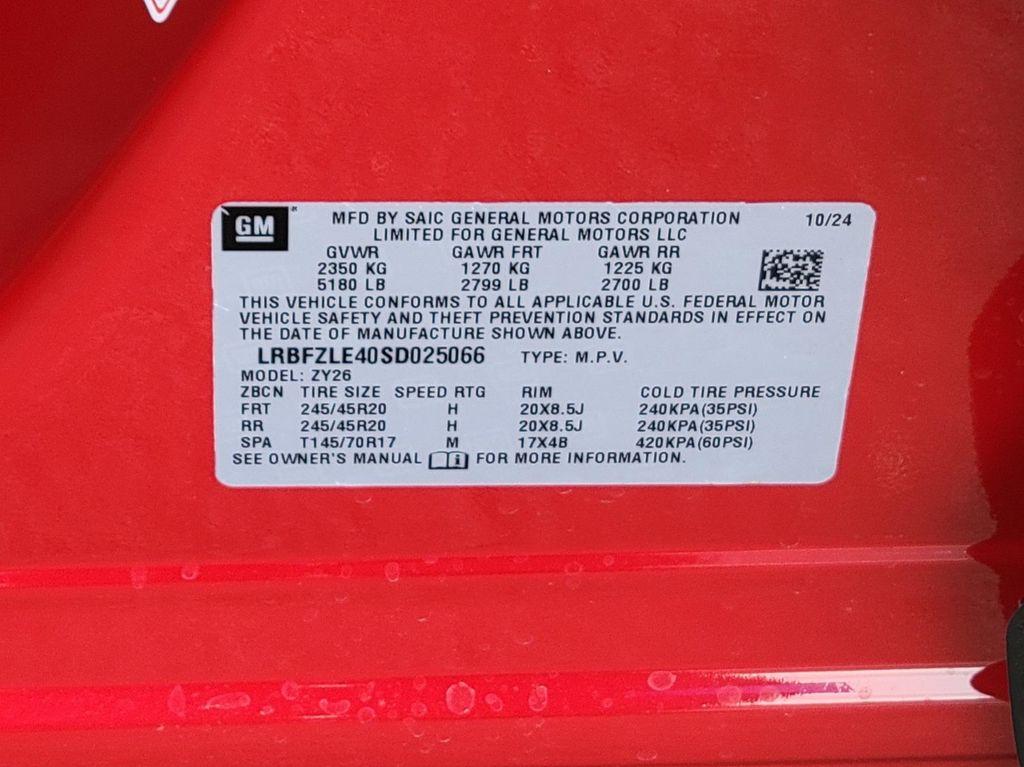 GM MFD BY SAIC GENERAL MOTORS CORPORATION 10/24
LIMITED FOR GENERAL MOTORS LLC
GVWR GAWR FRT GAWR RR
2350 KG 1270 KG 1225 KG
5180 LB 2799 LB 2700 LB
THIS VEHICLE CONFORMS TO ALL APPLICABLE U.S. FEDERAL MOTOR
VEHICLE SAFETY AND THEFT PREVENTION STANDARDS IN EFFECT ON
THE DATE OF MANUFACTURE SHOWN ABOVE.
LRBFZLE40SD025066 TYPE: M.P.V.
MODEL: ZY26
ZBCN TIRE SIZE SPEED RTG RIM COLD TIRE PRESSURE
FRT 245/45R20 H 20X8.5J 240KPA(35PSI)
RR 245/45R20 H 20X8.5J 240KPA(35PSI)
SPA T145/70R17 M 17X4B 420KPA(60PSI)
SEE OWNER'S MANUAL i FOR MORE INFORMATION.